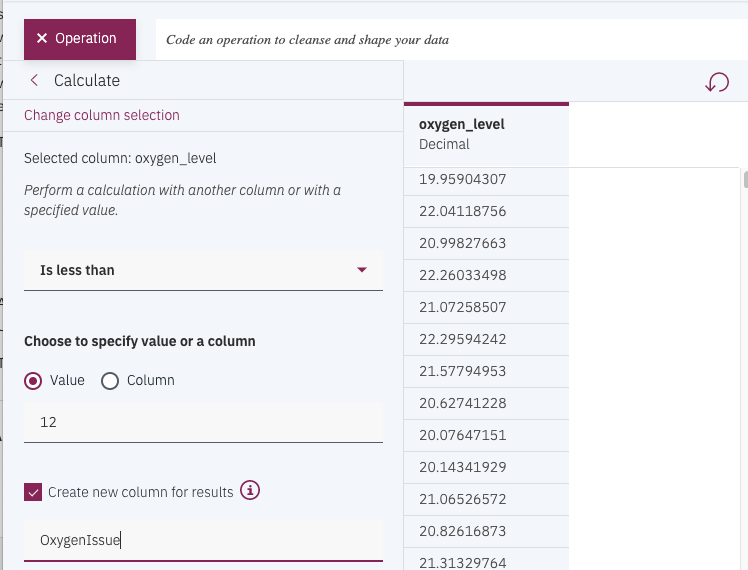 Operation
Code an operation to cleanse and shape your data
Calculate
Change column selection
Selected column: oxygen_level
Perform a calculation with another column or with a
specified value.
Is less than
Choose to specify value or a column
Value
Column
12
Create new column for results
OxygenIssue
oxygen_level
Decimal
19.95904307
22.04118756
20.99827663
22.26033498
21.07258507
22.29594242
21.57794953
20.62741228
20.07647151
20.14341929
21.06526572
20.82616873
21.31329764